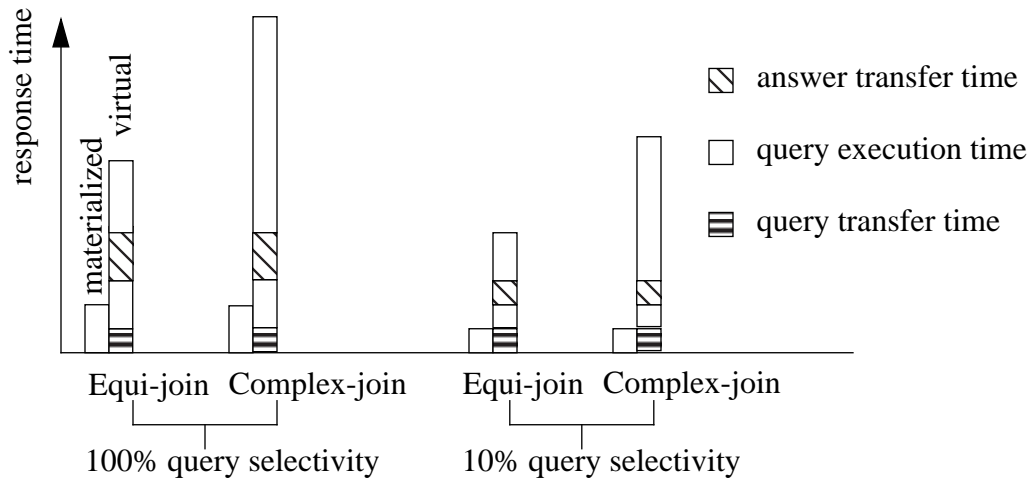 response time
materialized
virtual
answer transfer time
query execution time
query transfer time
Equi-join
Complex-join
Equi-join
Complex-join
100% query selectivity
10% query selectivity